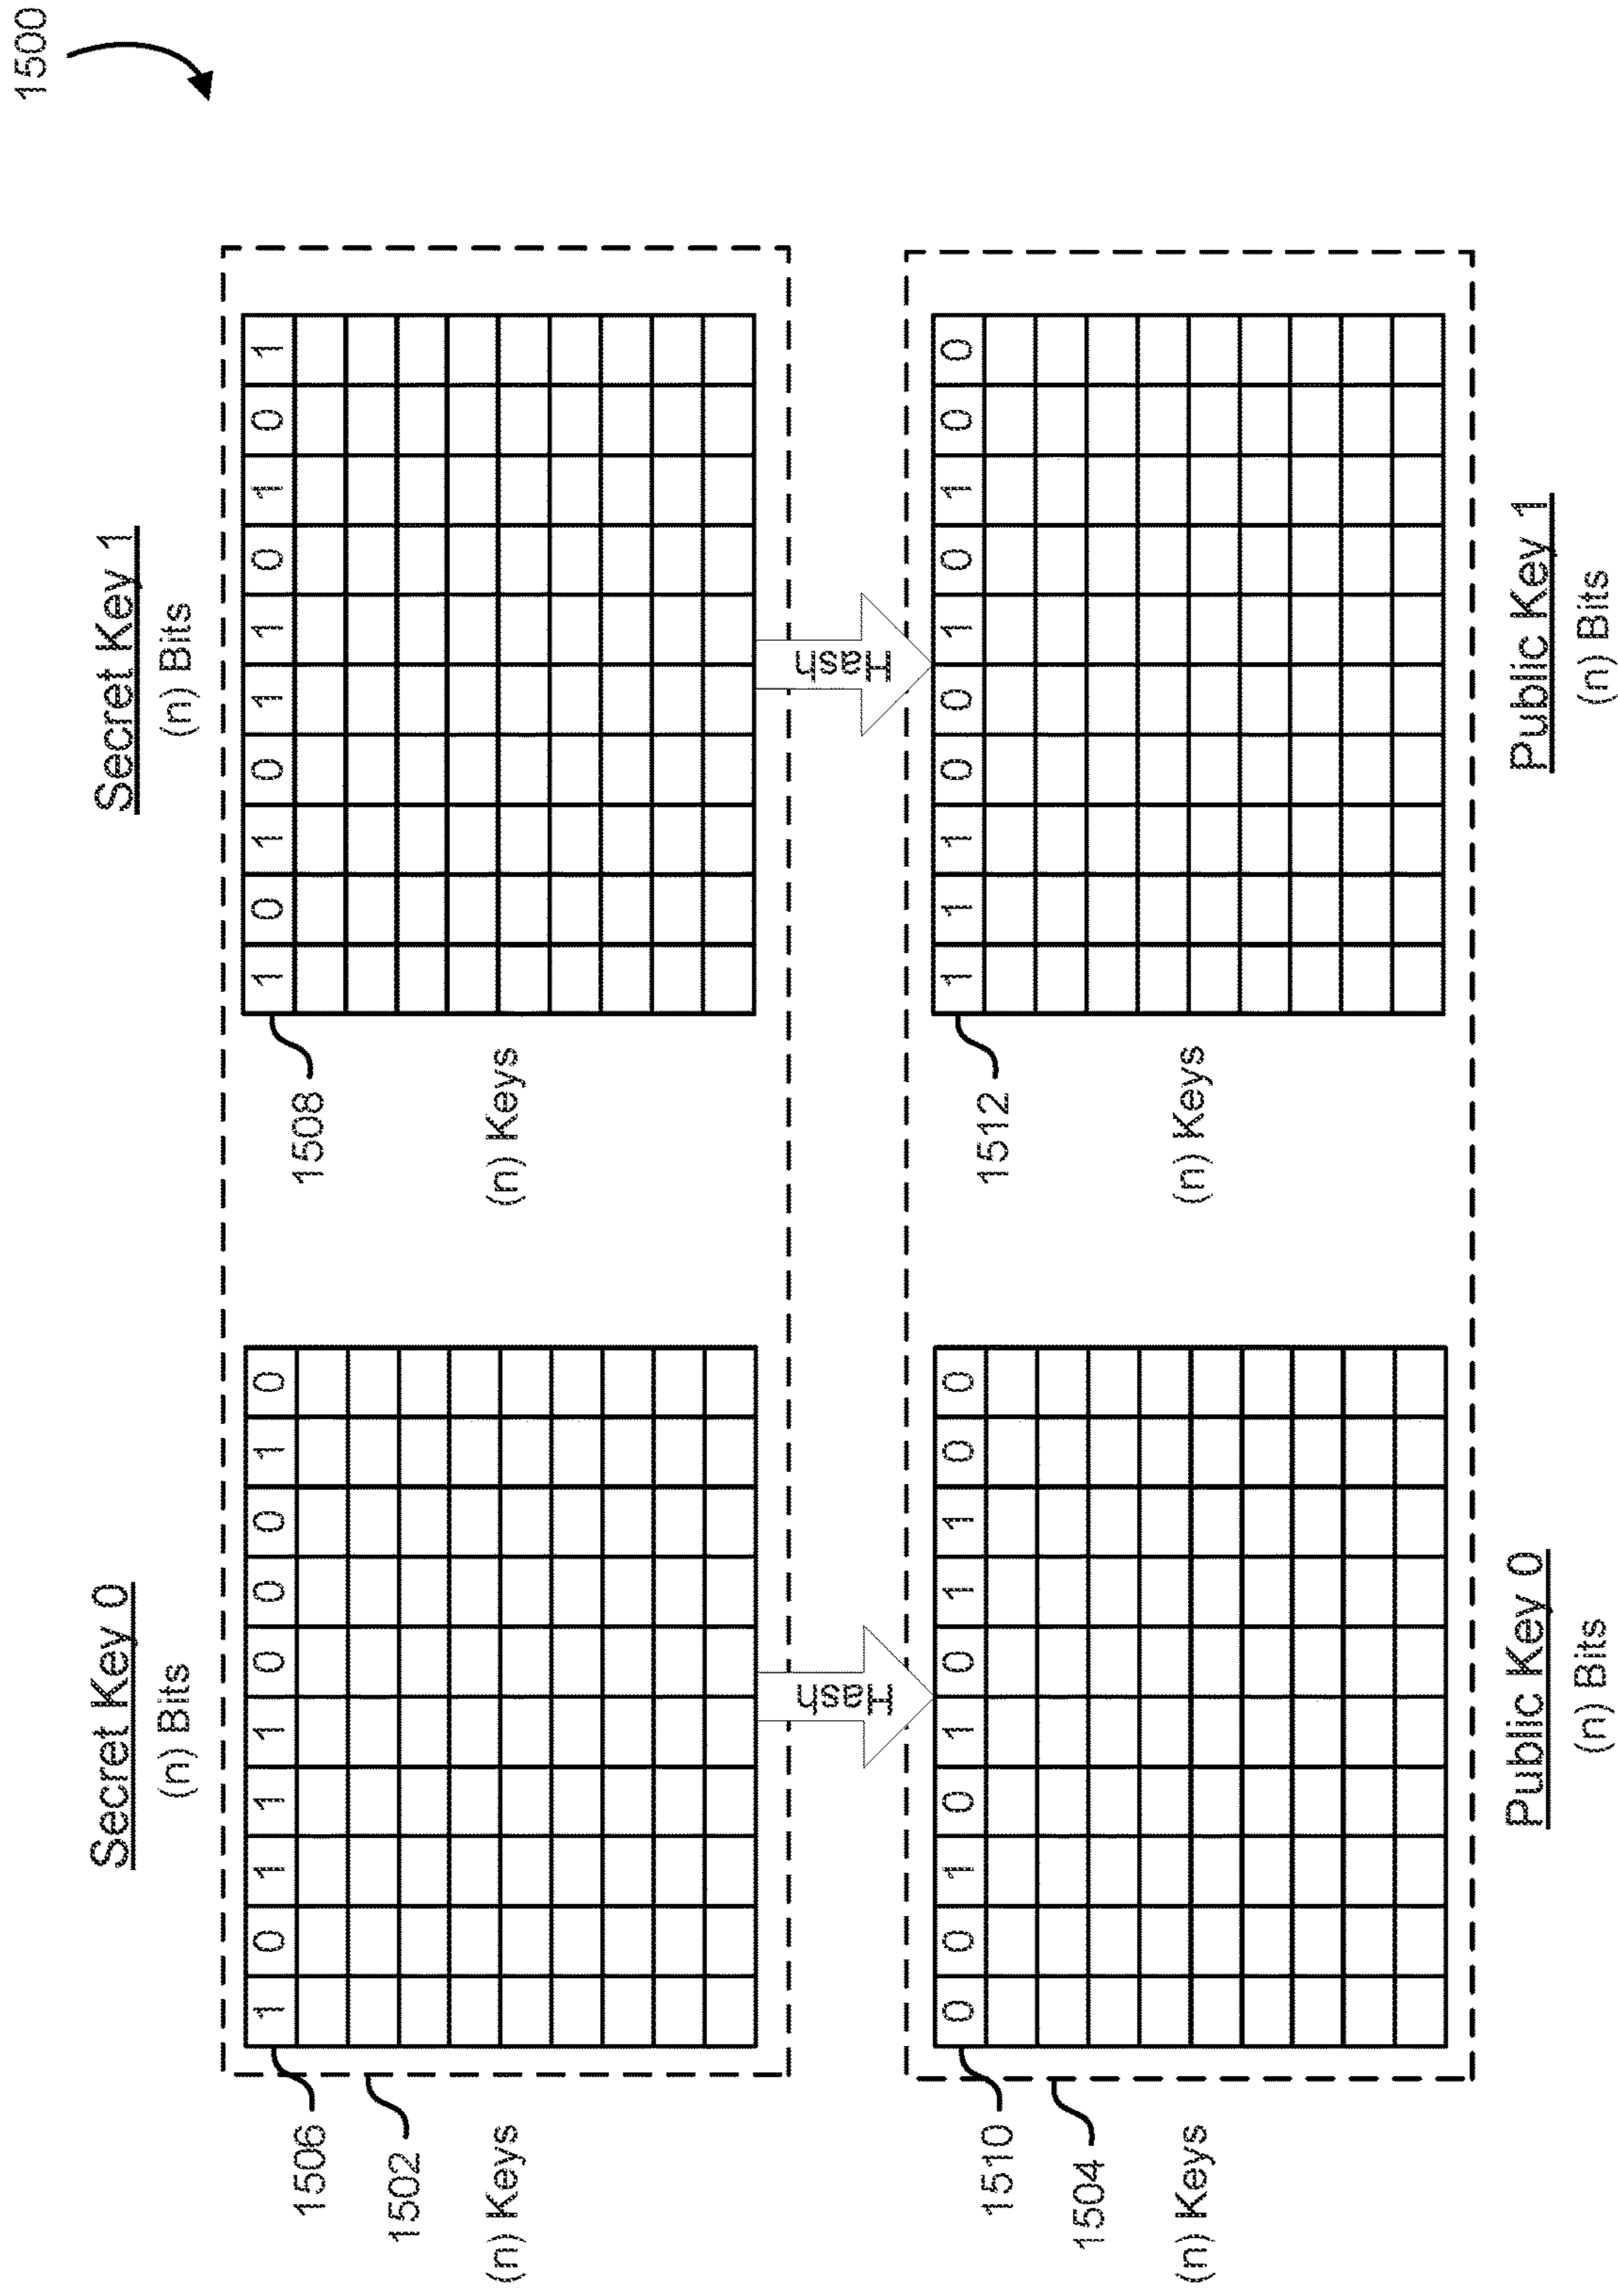 1500
Secret Key 0
(n) Bits
Secret Key 1
(n) Bits
1506
1 0 1 1 1 0 0 0 1 0
1508
1 0 1 0 1 1 0 1 0 1
1502
(n) Keys
(n) Keys
Hash
Hash
1510
0 0 1 0 1 0 1 1 0 0
1512
1 1 1 0 0 1 0 1 0 0
1504
(n) Keys
(n) Keys
Public Key 0
(n) Bits
Public Key 1
(n) Bits